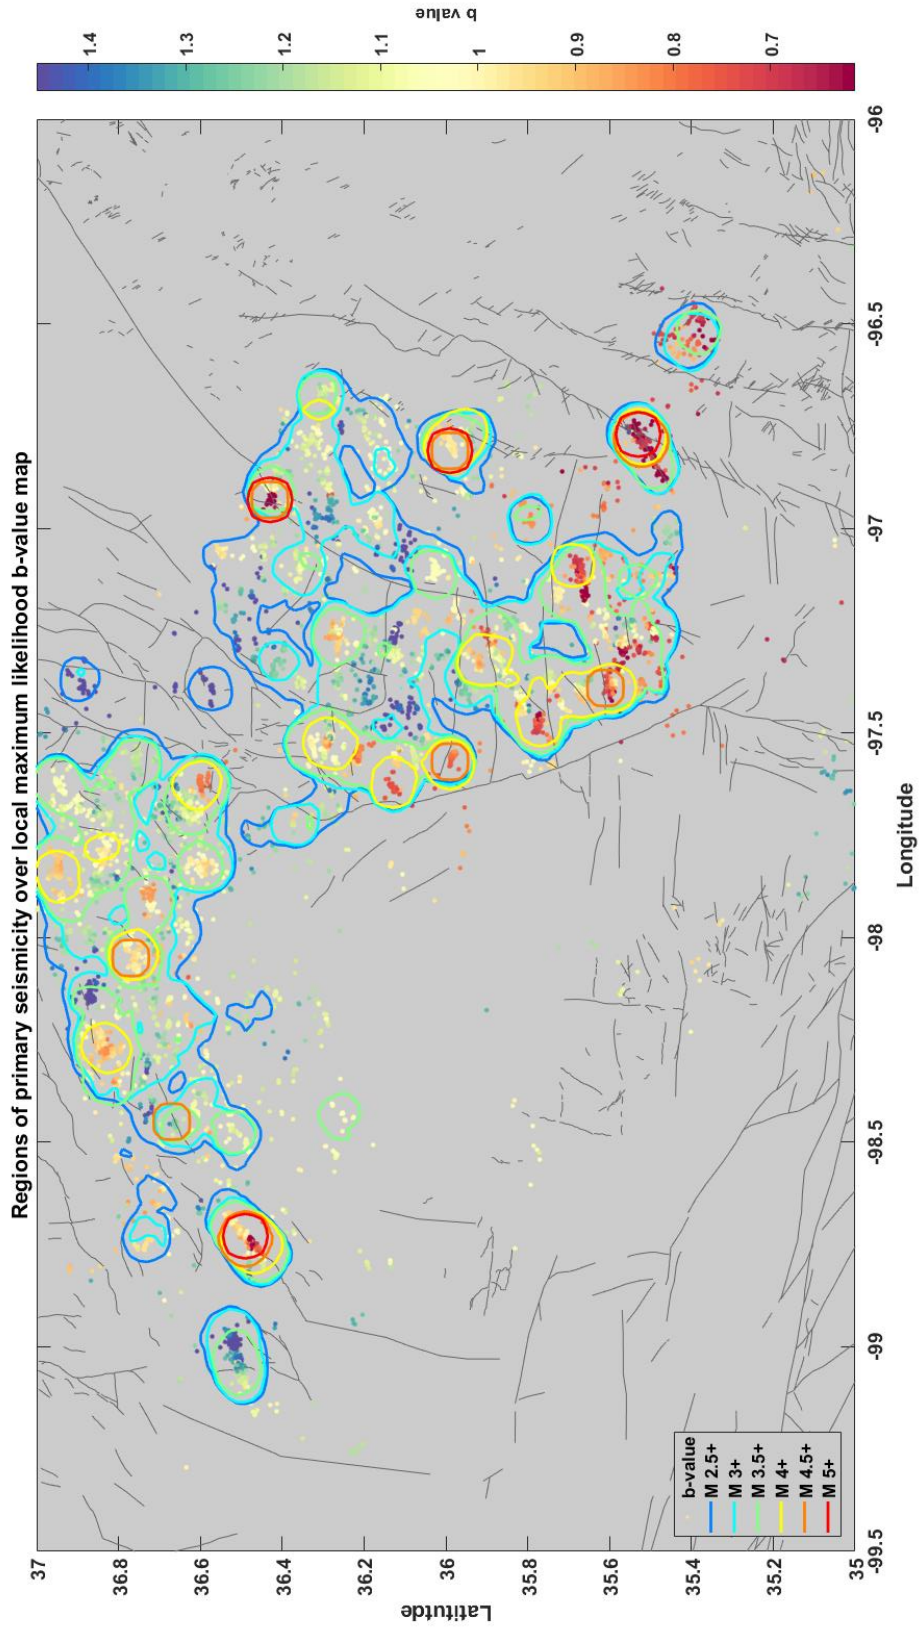 Regions of primary seismicity over local maximum likelihood b-value map
37
36.8
36.6
36.4
36.2
36
35.8
35.6
35.4
35.2
35
Latitutde
-99.5
-99
-98.5
-98
-97.5
-97
-96.5
-96
Longitude
b-value
M 2.5+
M 3+
M 3.5+
M 4+
M 4.5+
M 5+
1.4
1.3
1.2
1.1
1
0.9
0.8
0.7
b value